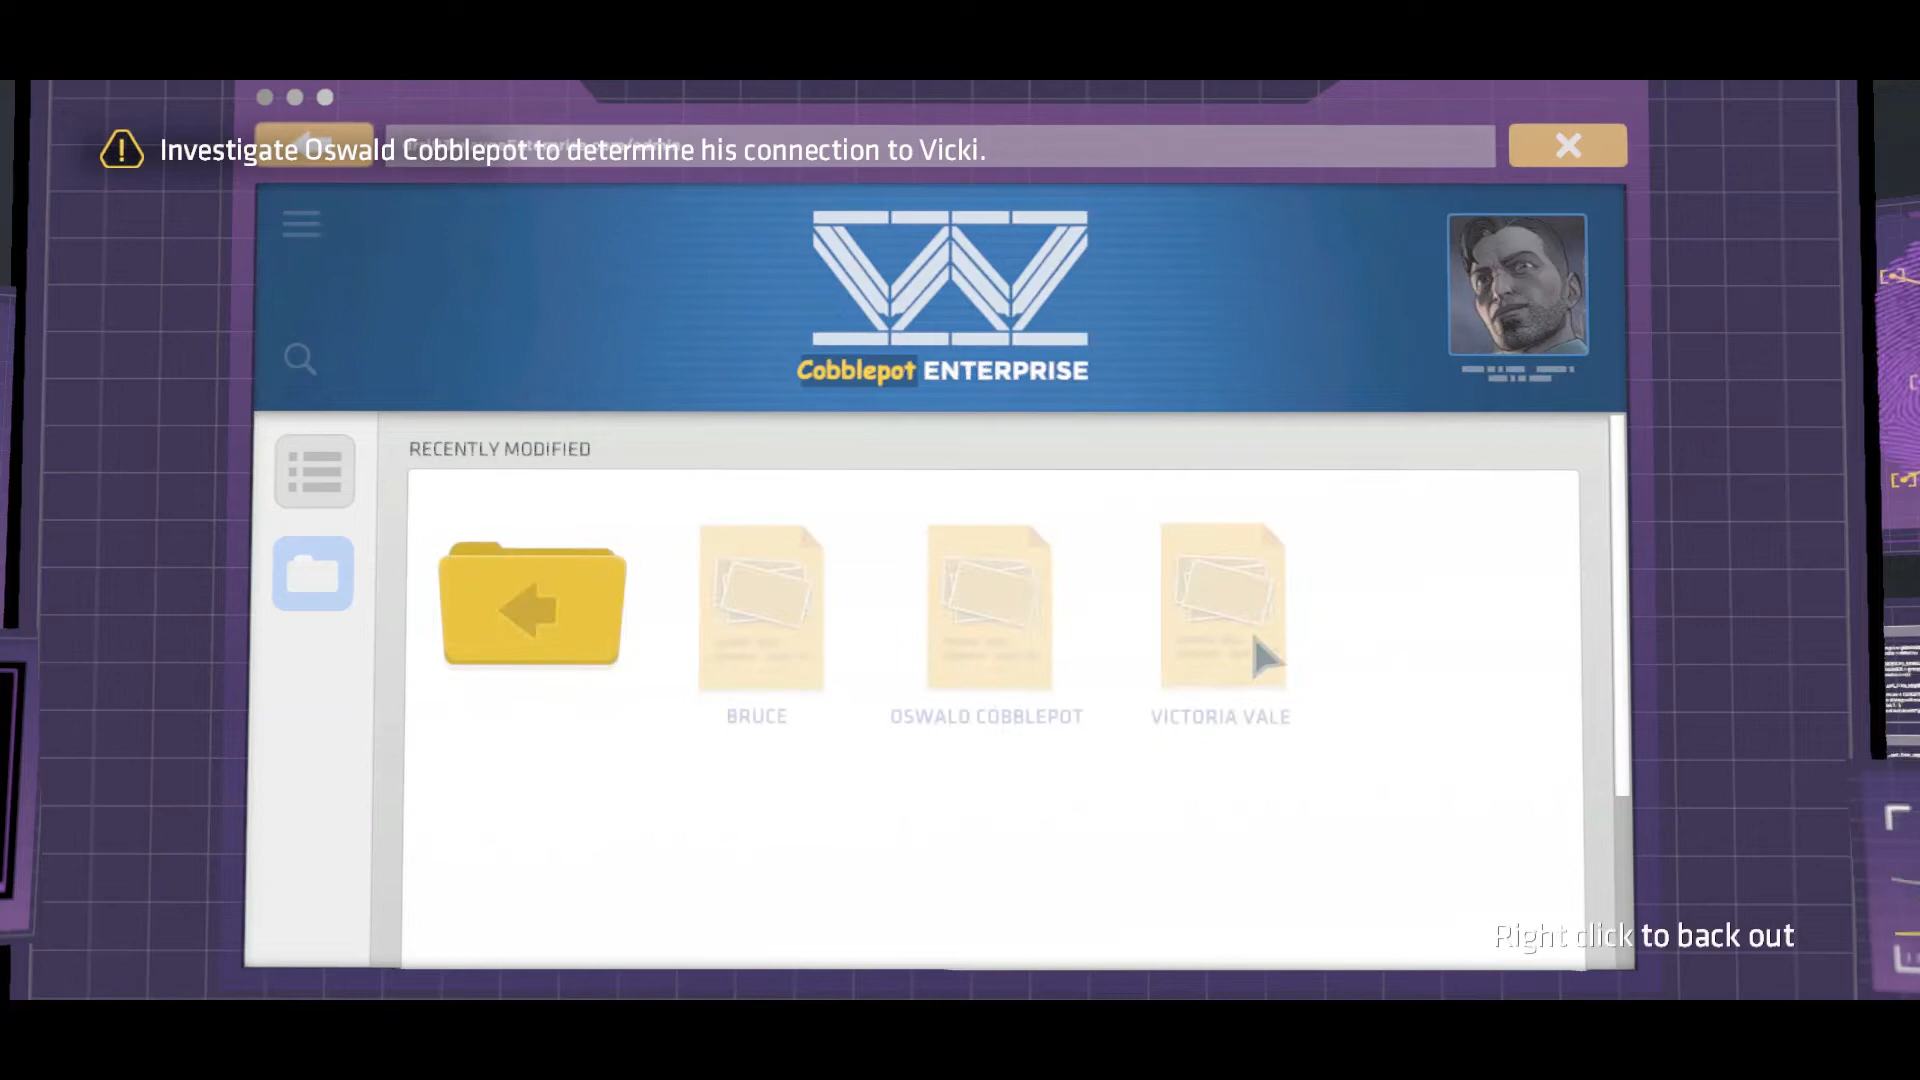 Investigate Oswald Cobblepot to determine his connection to Vicki.
Cobblepot ENTERPRISE
RECENTLY MODIFIED
BRUCE
OSWALD COBBLEPOT
VICTORIA VALE
Right click to back out